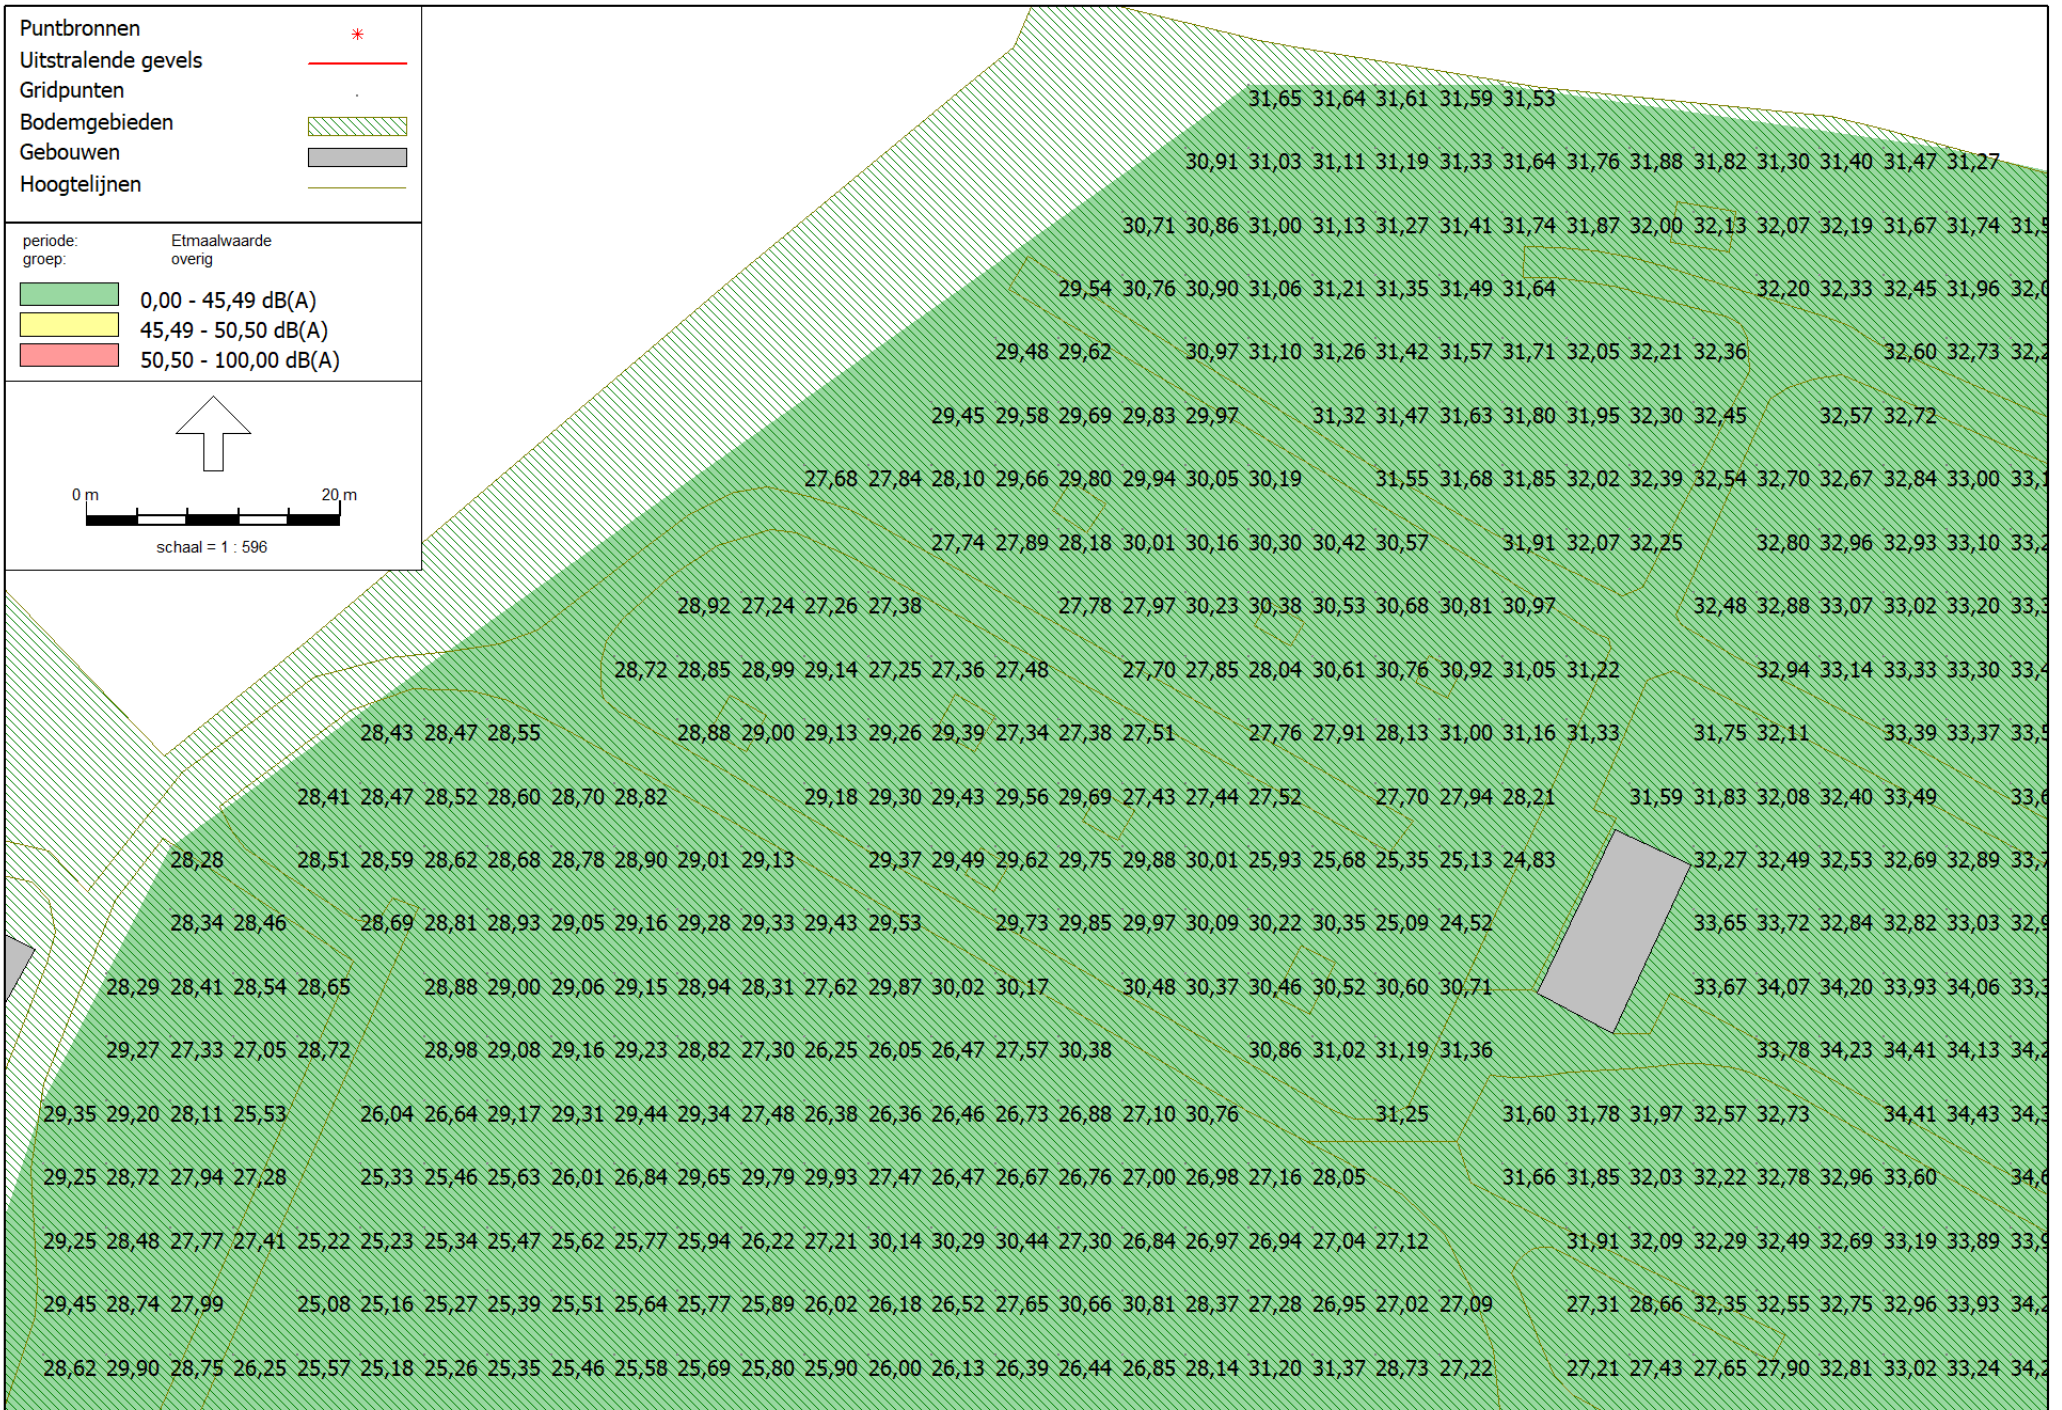 Puntbronnen
Uitstralende gevels
Gridpunten
Bodemgebieden
Gebouwen
Hoogtelijnen
periode: Etmaalwaarde
groep: overig
0,00 - 45,49 dB(A)
45,49 - 50,50 dB(A)
50,50 - 100,00 dB(A)
0 m 20 m
schaal = 1 : 596
31,65 31,64 31,61 31,59 31,53
30,91 31,03 31,11 31,19 31,33 31,64 31,76 31,88 31,82 31,30 31,40 31,47 31,27
30,71 30,86 31,00 31,13 31,27 31,41 31,74 31,87 32,00 32,13 32,07 32,19 31,67 31,74 31,5
29,54 30,76 30,90 31,06 31,21 31,35 31,49 31,64 32,20 32,33 32,45 31,96 32,0
29,48 29,62 30,97 31,10 31,26 31,42 31,57 31,71 32,05 32,21 32,36 32,60 32,73 32,2
29,45 29,58 29,69 29,83 29,97 31,32 31,47 31,63 31,80 31,95 32,30 32,45 32,57 32,72
27,68 27,84 28,10 29,66 29,80 29,94 30,05 30,19 31,55 31,68 31,85 32,02 32,39 32,54 32,70 32,67 32,84 33,00 33,1
27,74 27,89 28,18 30,01 30,16 30,30 30,42 30,57 31,91 32,07 32,25 32,80 32,96 32,93 33,10 33,2
28,92 27,24 27,26 27,38 27,78 27,97 30,23 30,38 30,53 30,68 30,81 30,97 32,48 32,88 33,07 33,02 33,20 33,3
28,72 28,85 28,99 29,14 27,25 27,36 27,48 27,70 27,85 28,04 30,61 30,76 30,92 31,05 31,22 32,94 33,14 33,33 33,30 33,4
28,43 28,47 28,55 28,88 29,00 29,13 29,26 29,39 27,34 27,38 27,51 27,76 27,91 28,13 31,00 31,16 31,33 31,75 32,11 33,39 33,37 33,5
28,41 28,47 28,52 28,60 28,70 28,82 29,18 29,30 29,43 29,56 29,69 27,43 27,44 27,52 27,70 27,94 28,21 31,59 31,83 32,08 32,40 33,49 33,6
28,28 28,51 28,59 28,62 28,68 28,78 28,90 29,01 29,13 29,37 29,49 29,62 29,75 29,88 30,01 25,93 25,68 25,35 25,13 24,83 32,27 32,49 32,53 32,69 32,89 33,7
28,34 28,46 28,69 28,81 28,93 29,05 29,16 29,28 29,33 29,43 29,53 29,73 29,85 29,97 30,09 30,22 30,35 25,09 24,52 33,65 33,72 32,84 32,82 33,03 32,9
28,29 28,41 28,54 28,65 28,88 29,00 29,06 29,15 28,94 28,31 27,62 29,87 30,02 30,17 30,48 30,37 30,46 30,52 30,60 30,71 33,67 34,07 34,20 33,93 34,06 33,3
29,27 27,33 27,05 28,72 28,98 29,08 29,16 29,23 28,82 27,30 26,25 26,05 26,47 27,57 30,38 30,86 31,02 31,19 31,36 33,78 34,23 34,41 34,13 34,2
29,35 29,20 28,11 25,53 26,04 26,64 29,17 29,31 29,44 29,34 27,48 26,38 26,36 26,46 26,73 26,88 27,10 30,76 31,25 31,60 31,78 31,97 32,57 32,73 34,41 34,43 34,3
29,25 28,72 27,94 27,28 25,33 25,46 25,63 26,01 26,84 29,65 29,79 29,93 27,47 26,47 26,67 26,76 27,00 26,98 27,16 28,05 31,66 31,85 32,03 32,22 32,78 32,96 33,60 34,6
29,25 28,48 27,77 27,41 25,22 25,23 25,34 25,47 25,62 25,77 25,94 26,22 27,21 30,14 30,29 30,44 27,30 26,84 26,97 26,94 27,04 27,12 31,91 32,09 32,29 32,49 32,69 33,19 33,89 33,9
29,45 28,74 27,99 25,08 25,16 25,27 25,39 25,51 25,64 25,77 25,89 26,02 26,18 26,52 27,65 30,66 30,81 28,37 27,28 26,95 27,02 27,09 27,31 28,66 32,35 32,55 32,75 32,96 33,93 34,2
28,62 29,90 28,75 26,25 25,57 25,18 25,26 25,35 25,46 25,58 25,69 25,80 25,90 26,00 26,13 26,39 26,44 26,85 28,14 31,20 31,37 28,73 27,22 27,21 27,43 27,65 27,90 32,81 33,02 33,24 34,2